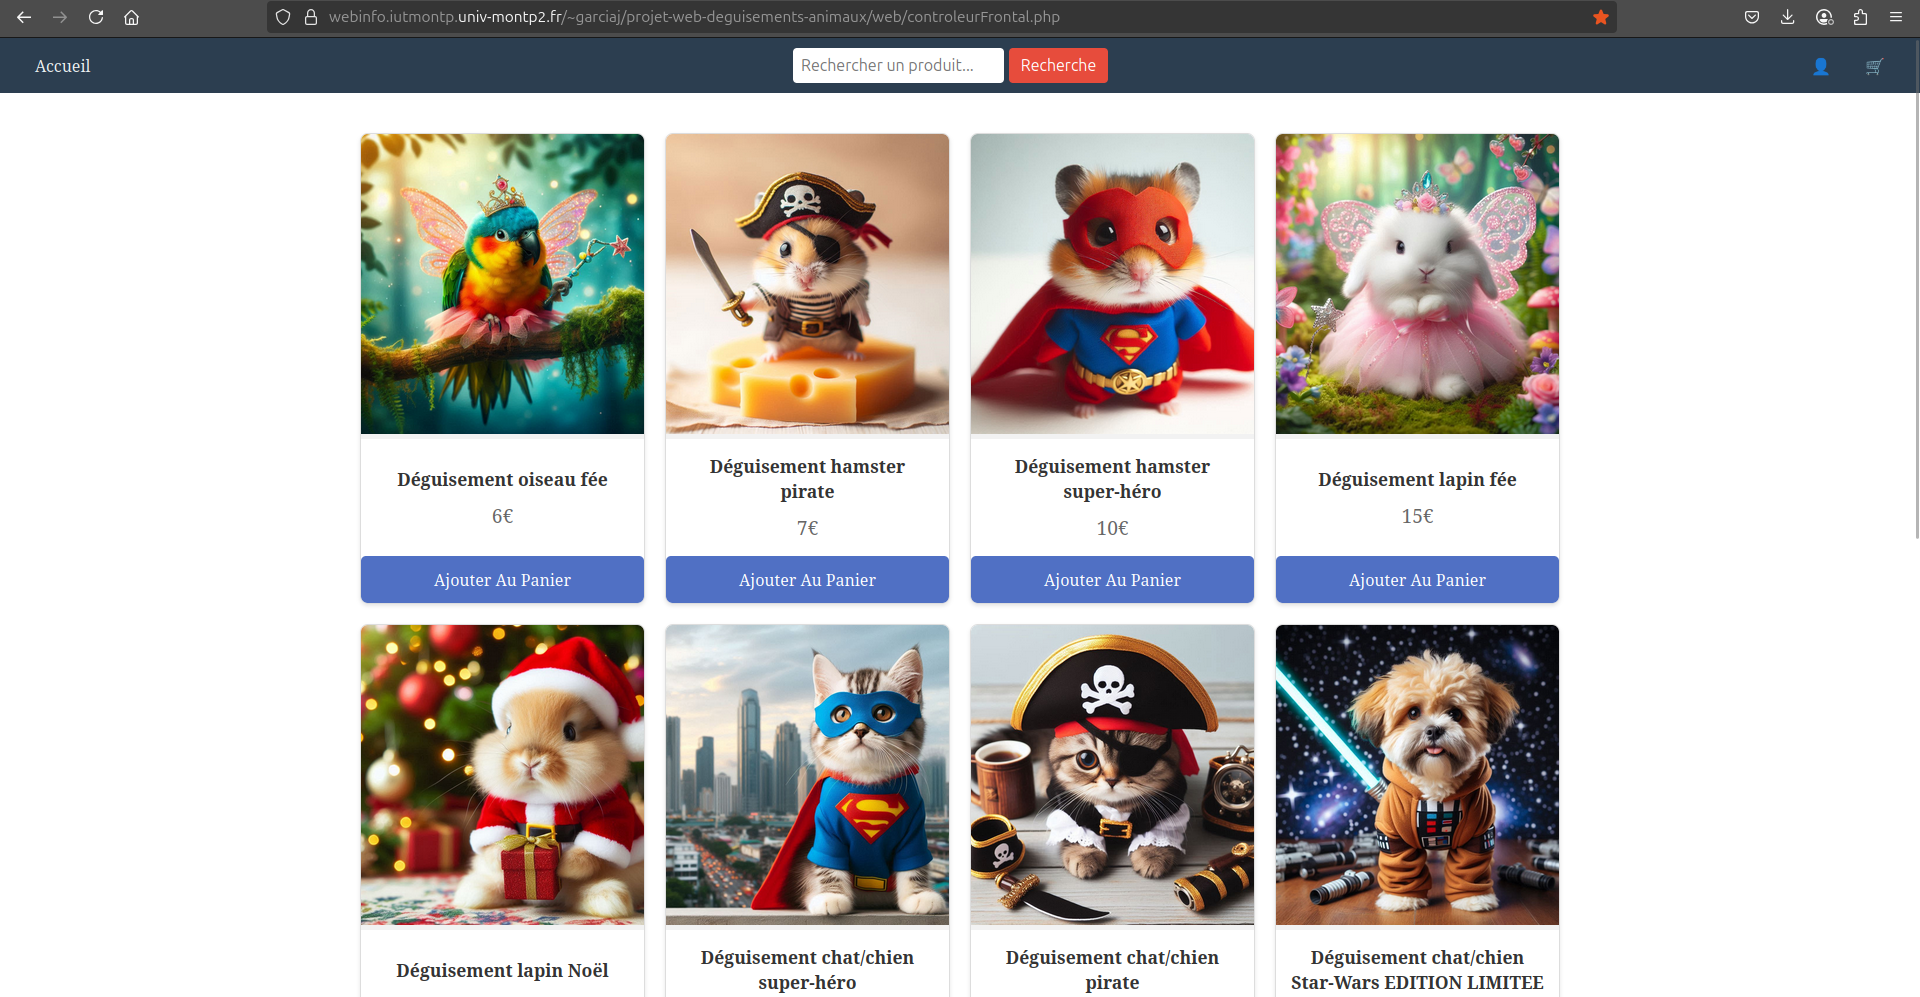 webinfo.iutmontp.univ-montp2.fr/~garciaj/projet-web-deguisements-animaux/web/controleurFrontal.php
Accueil
Rechercher un produit...
Recherche
Déguisement oiseau fée
6€
Ajouter Au Panier
Déguisement hamster
pirate
7€
Ajouter Au Panier
Déguisement hamster
super-héro
10€
Ajouter Au Panier
Déguisement lapin fée
15€
Ajouter Au Panier
Déguisement lapin Noël
Déguisement chat/chien
super-héro
Déguisement chat/chien
pirate
Déguisement chat/chien
Star-Wars EDITION LIMITEE